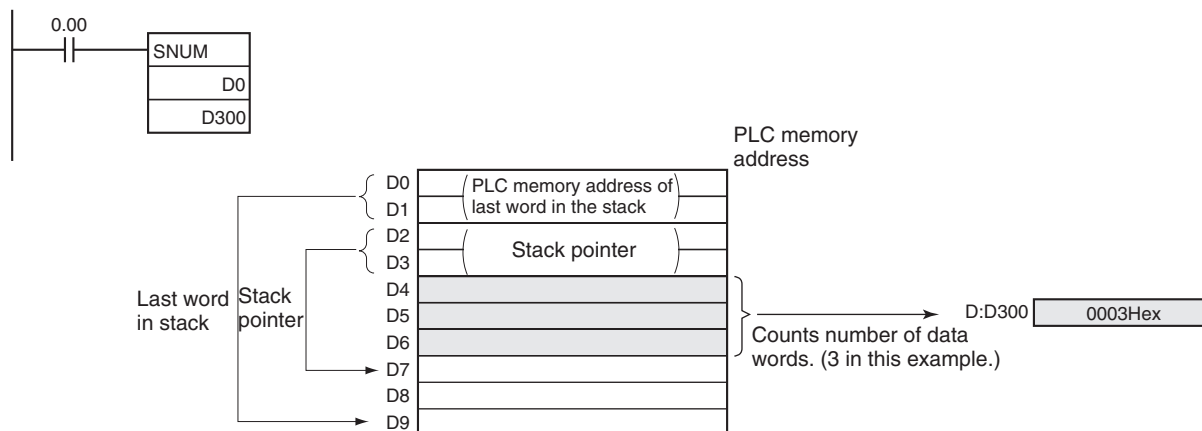 0.00
SNUM
D0
D300
PLC memory
address
D0
D1
D2
D3
D4
D5
D6
D7
D8
D9
PLC memory address of
last word in the stack
Stack pointer
Last word
in stack
Stack
pointer
Counts number of data
words. (3 in this example.)
D:D300
0003Hex